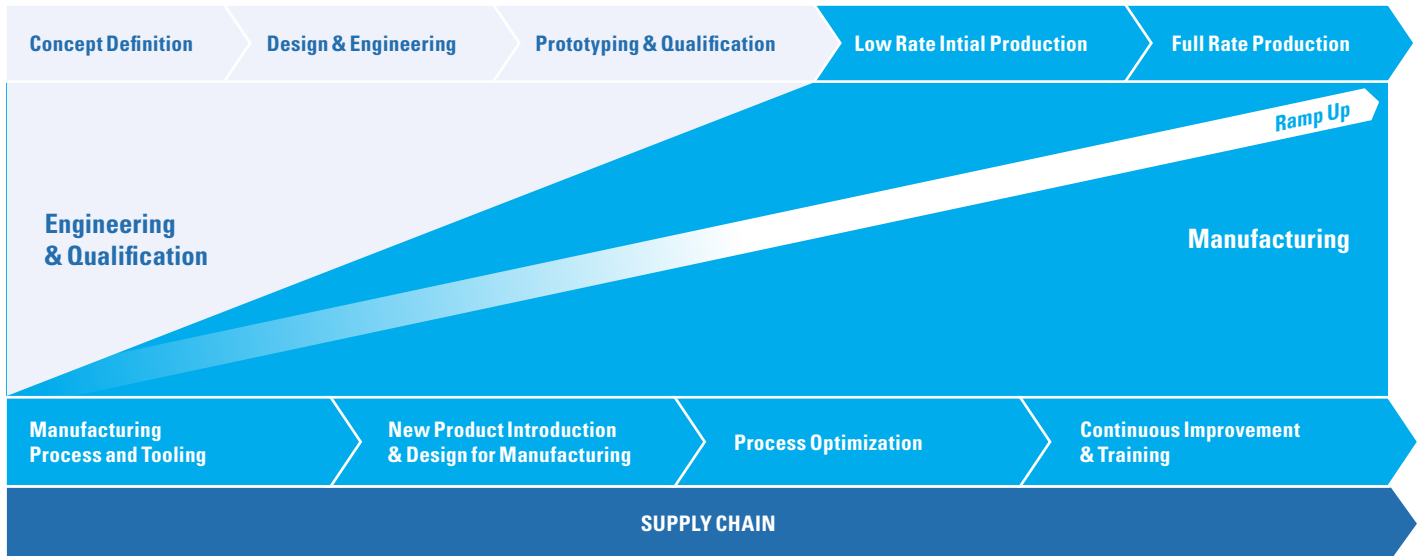 Concept Definition
Design & Engineering
Prototyping & Qualification
Low Rate Intial Production
Full Rate Production
Ramp Up
Engineering
& Qualification
Manufacturing
Manufacturing
Process and Tooling
New Product Introduction
& Design for Manufacturing
Process Optimization
Continuous Improvement
& Training
SUPPLY CHAIN